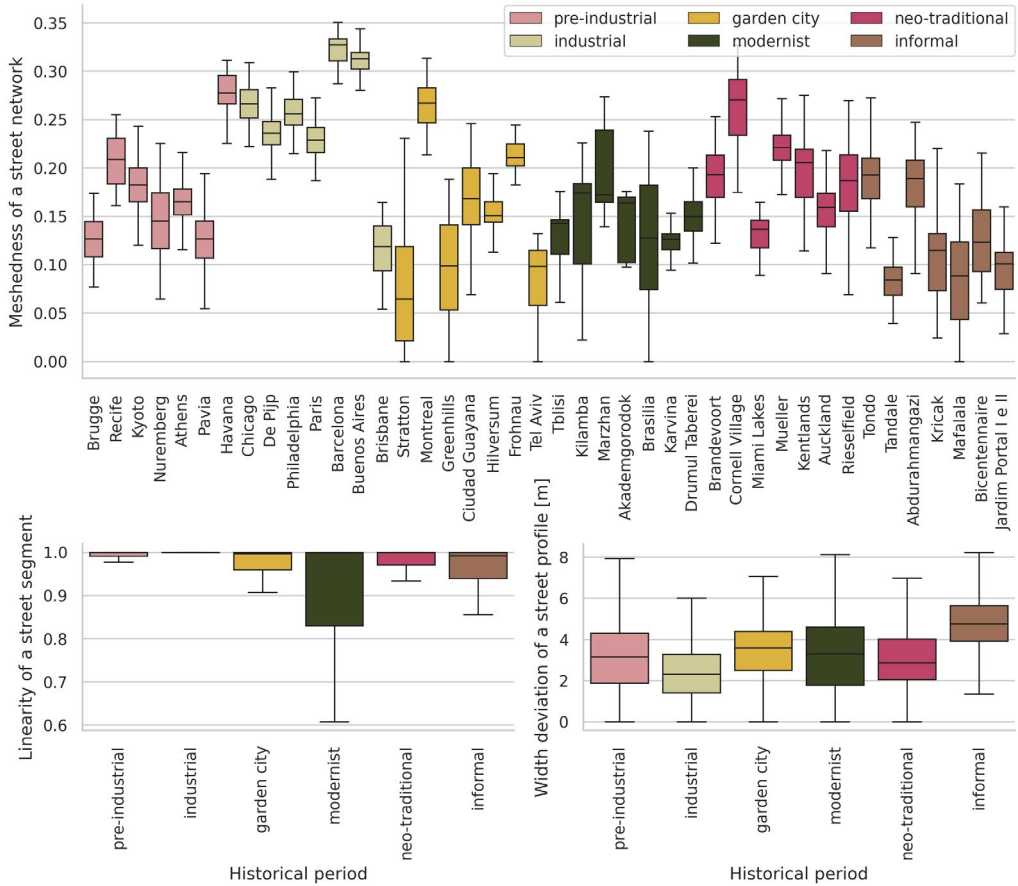 pre-industrial
industrial
garden city
modernist
neo-traditional
informal
Meshedness of a street network
0.35
0.30
0.25
0.20
0.15
0.10
0.05
0.00
Brugge
Recife
Kyoto
Nuremberg
Athens
Pavia
Havana
Chicago
De Pijp
Philadelphia
Paris
Barcelona
Buenos Aires
Brisbane
Stratton
Montreal
Greenhills
Ciudad Guayana
Hilversum
Frohnau
Tel Aviv
Tblisi
Kilamba
Marzhan
Akademgorodok
Brasilia
Karvina
Drumul Taberei
Brandevoort
Cornell Village
Miami Lakes
Mueller
Kentlands
Auckland
Rieselfield
Tondo
Tandale
Abdurahmangazi
Kricak
Mafalala
Bicentennaire
Jardim Portal I e II
Linearity of a street segment
1.0
0.9
0.8
0.7
0.6
pre-industrial
industrial
garden city
modernist
neo-traditional
informal
Historical period
Width deviation of a street profile [m]
8
6
4
2
0
pre-industrial
industrial
garden city
modernist
neo-traditional
informal
Historical period